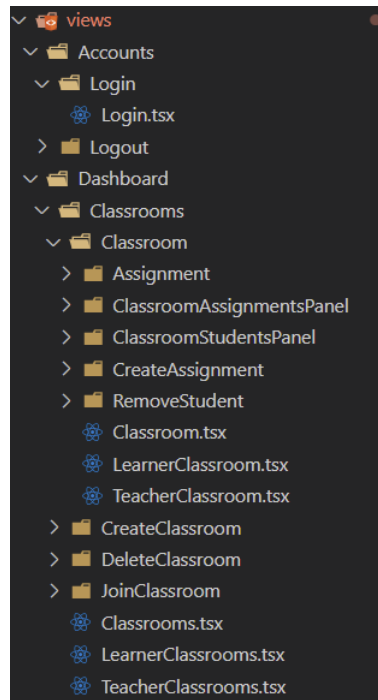 views
Accounts
Login
Login.tsx
Logout
Dashboard
Classrooms
Classroom
Assignment
ClassroomAssignmentsPanel
ClassroomStudentsPanel
CreateAssignment
RemoveStudent
Classroom.tsx
LearnerClassroom.tsx
TeacherClassroom.tsx
CreateClassroom
DeleteClassroom
JoinClassroom
Classrooms.tsx
LearnerClassrooms.tsx
TeacherClassrooms.tsx